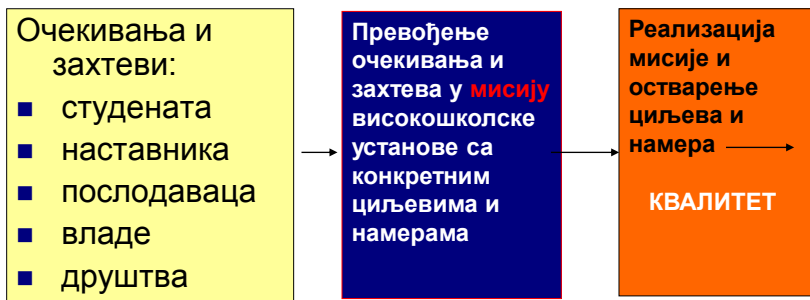 Очекивања и
захтеви:
студената
наставника
послодаваца
владе
друштва
Превођење
очекивања и
захтева у мисију
високошколске
установе са
конкретним
циљевима и
намерама
Реализација
мисије и
остварење
циљева и
намера
КВАЛИТЕТ